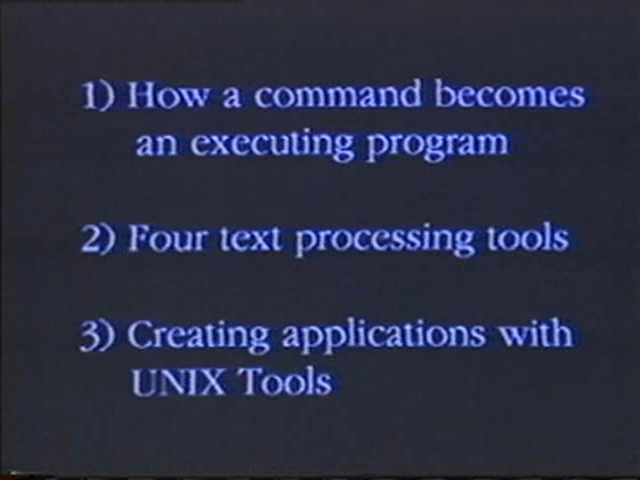 1) How a command becomes
an executing program
2) Four text processing tools
3) Creating applications with
UNIX Tools